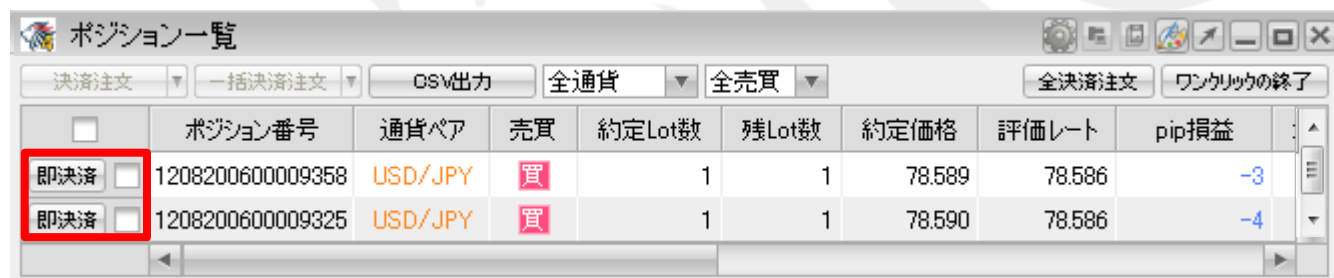 ポジション一覧
決済注文 一括決済注文 CSV出力 全通貨 全売買 全決済注文 ワンクリックの終了
ポジション番号 通貨ペア 売買 約定Lot数 残Lot数 約定価格 評価レート pip損益
即決済 1208200600009358 USD/JPY 買 1 1 78.589 78.586 -3
即決済 1208200600009325 USD/JPY 買 1 1 78.590 78.586 -4